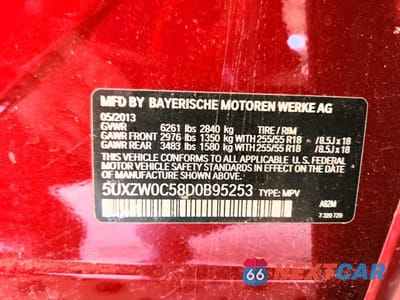 MFD BY BAYERISCHE MOTOREN WERKE AG
05/2013
GVWR 6261 lbs 2840 kg TIRE / RIM
GAWR FRONT 2976 lbs 1350 kg WITH 255/55 R18 /8.5J x 18
GAWR REAR 3483 lbs 1580 kg WITH 255/55 R18 /8.5J x 18
THIS VEHICLE CONFORMS TO ALL APPLICABLE U.S. FEDERAL
MOTOR VEHICLE SAFETY STANDARDS IN EFFECT ON THE
DATE OF MANUFACTURE SHOWN ABOVE.
5UXZW0C58D0B95253 TYPE: MPV
A82M
7 320 729
66 NEXTCAR